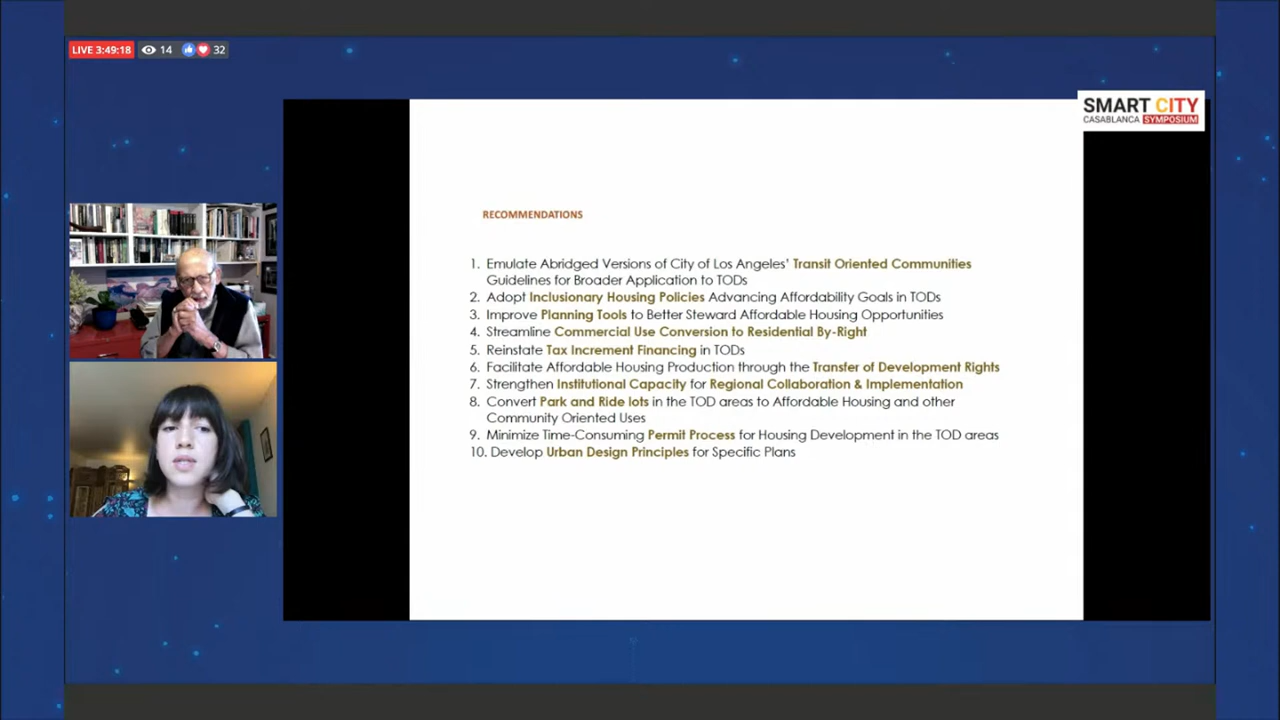 LIVE 3:49:18 14 32
SMART CITY
CASABLANCA SYMPOSIUM
RECOMMENDATIONS
1. Emulate Abridged Versions of City of Los Angeles’ Transit Oriented Communities
Guidelines for Broader Application to TODs
2. Adopt Inclusionary Housing Policies Advancing Affordability Goals in TODs
3. Improve Planning Tools to Better Steward Affordable Housing Opportunities
4. Streamline Commercial Use Conversion to Residential By-Right
5. Reinstate Tax Increment Financing in TODs
6. Facilitate Affordable Housing Production through the Transfer of Development Rights
7. Strengthen Institutional Capacity for Regional Collaboration & Implementation
8. Convert Park and Ride lots in the TOD areas to Affordable Housing and other
Community Oriented Uses
9. Minimize Time-Consuming Permit Process for Housing Development in the TOD areas
10. Develop Urban Design Principles for Specific Plans